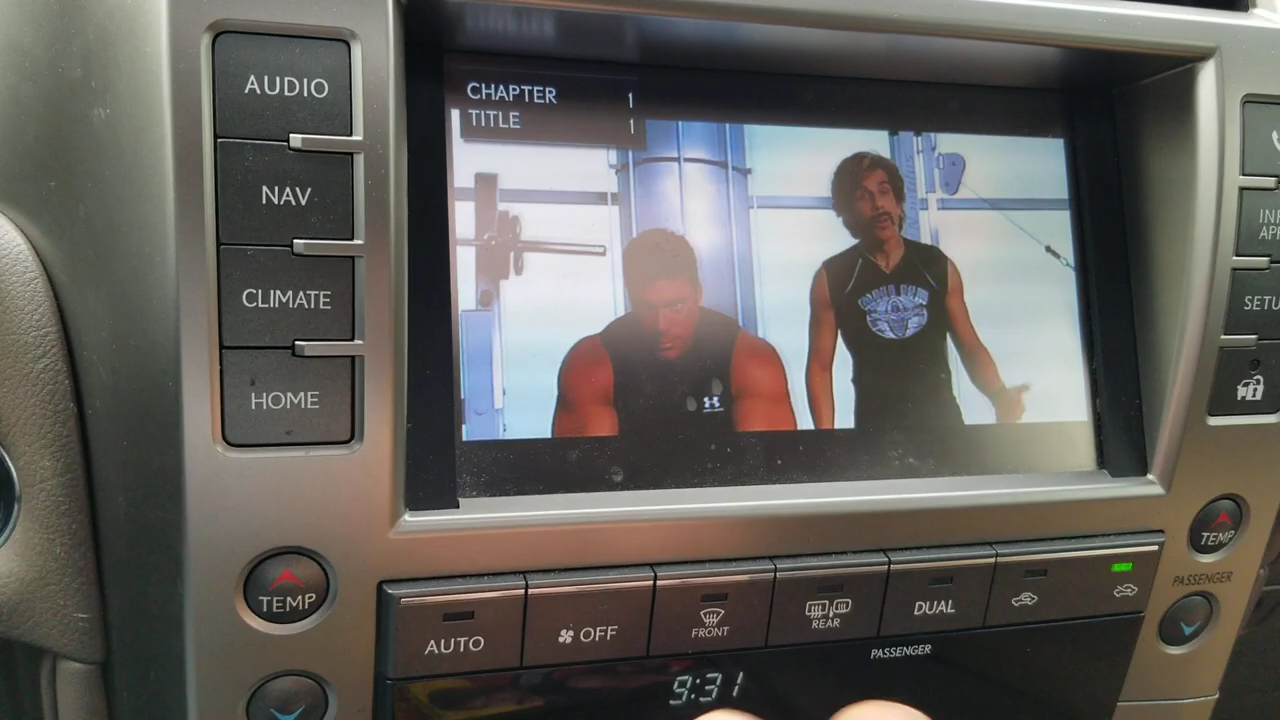 AUDIO
NAV
CLIMATE
HOME
CHAPTER 1
TITLE 1
TEMP
AUTO
OFF
FRONT
REAR
DUAL
PASSENGER
9:31
TEMP
PASSENGER